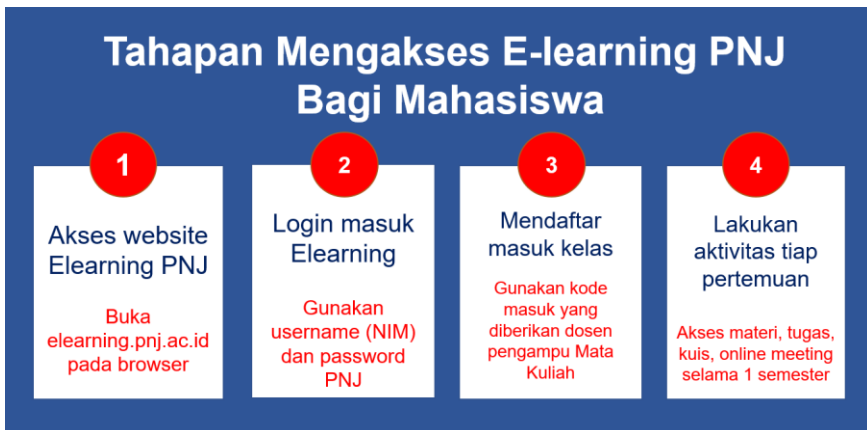 Tahapan Mengakses E-learning PNJ
Bagi Mahasiswa
1
Akses website
Elearning PNJ
Buka
elearning.pnj.ac.id
pada browser
2
Login masuk
Elearning
Gunakan
username (NIM)
dan password
PNJ
3
Mendaftar
masuk kelas
Gunakan kode
masuk yang
diberikan dosen
pengampu Mata
Kuliah
4
Lakukan
aktivitas tiap
pertemuan
Akses materi, tugas,
kuis, online meeting
selama 1 semester